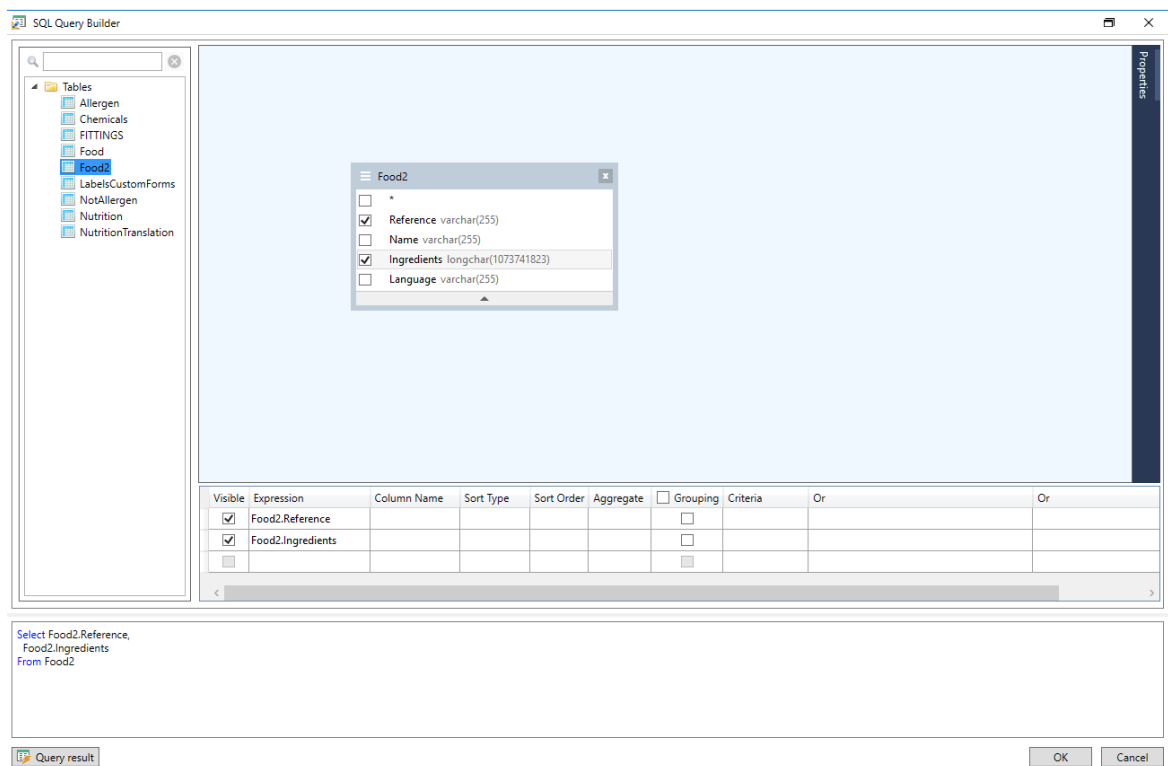 SQL Query Builder
Tables
Allergen
Chemicals
FITTINGS
Food
Food2
LabelsCustomForms
NotAllergen
Nutrition
NutritionTranslation
Properties
Food2
*
Reference varchar(255)
Name varchar(255)
Ingredients longchar(1073741823)
Language varchar(255)
Visible Expression Column Name Sort Type Sort Order Aggregate Grouping Criteria Or Or
Food2.Reference
Food2.Ingredients
Select Food2.Reference,
Food2.Ingredients
From Food2
Query result OK Cancel